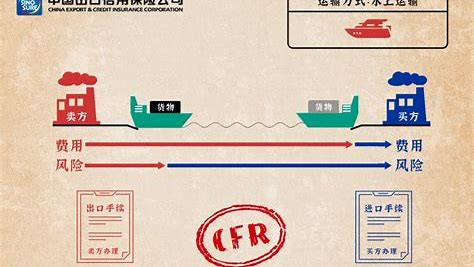 SINOSURE
中国出口信用保险公司
CHINA EXPORT & CREDIT INSURANCE CORPORATION
运输方式:水上运输
卖方
货物
货物
买方
费用
费用
风险
风险
出口手续
进口手续
卖方办理
买方办理
CFR